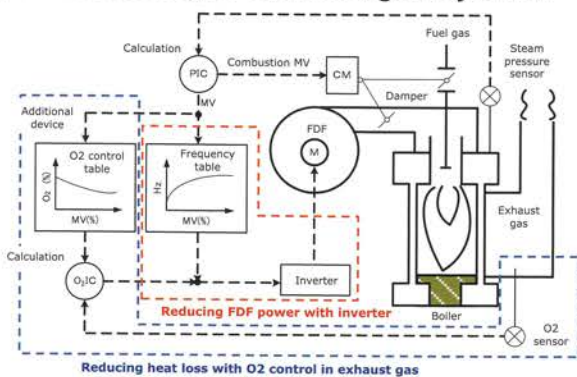 Calculation
PIC
Combustion MV
CM
Fuel gas
Steam
pressure
sensor
Damper
MV
Additional
device
FDF
M
O2 control
table
O₂ (%)
MV(%)
Frequency
table
Hz
MV(%)
Exhaust
gas
Calculation
O₂IC
Inverter
Reducing FDF power with inverter
Boiler
O2
sensor
Reducing heat loss with O2 control in exhaust gas